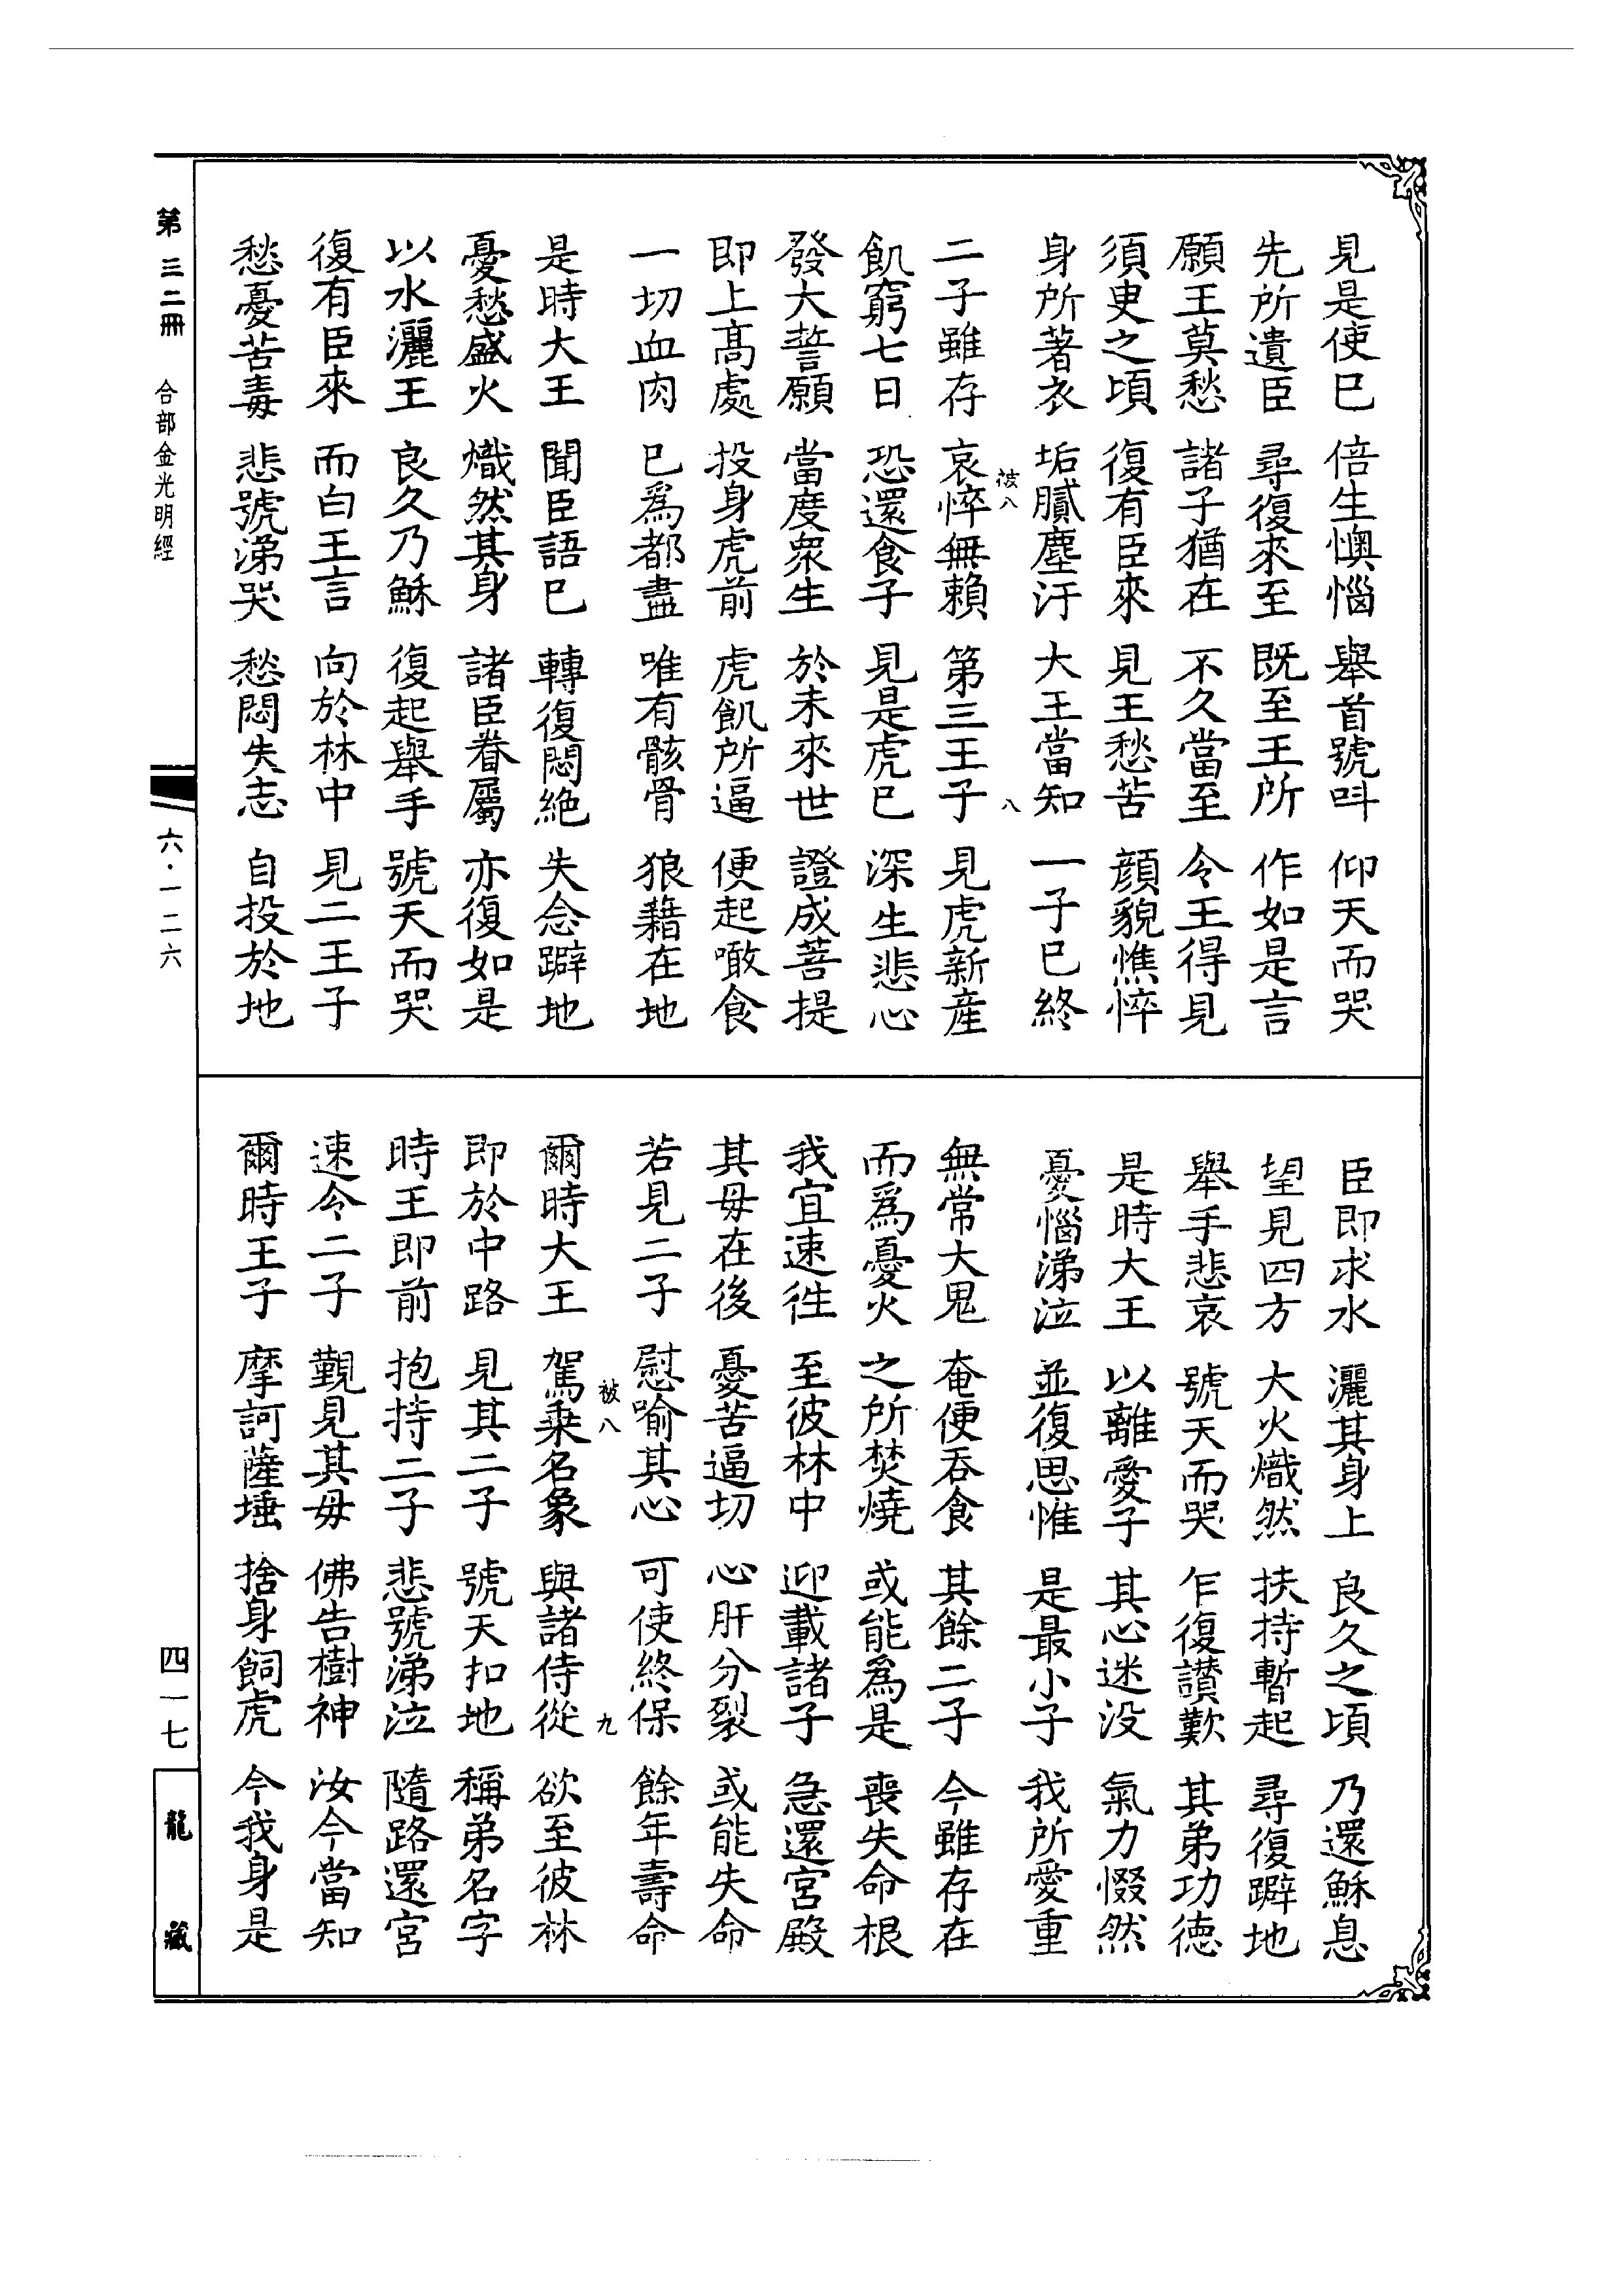 見是使已 倍生懊惱 舉首號叫 仰天而哭
先所遣臣 尋復來至 既至王所 作如是言
願王莫愁 諸子猶在 不久當至 令王得見
須臾之頃 復有臣來 見王愁苦 顏貌憔悴
身所著衣 垢膩塵汙 大王當知 一子已終
被八 八
二子雖存 哀悴無賴 第三王子 見虎新產
飢窮七日 恐還食子 見是虎已 深生悲心
發大誓願 當度眾生 於未來世 證成菩提
即上高處 投身虎前 虎飢所逼 便起噉食
一切血肉 已為都盡 唯有骸骨 狼藉在地
是時大王 聞臣語已 轉復悶絕 失念躃地
憂愁盛火 熾然其身 諸臣眷屬 亦復如是
以水灑王 良久乃穌 復起舉手 號天而哭
復有臣來 而白王言 向於林中 見二王子
愁憂苦毒 悲號涕哭 愁悶失志 自投於地
臣即求水 灑其身上 良久之頃 乃還穌息
望見四方 大火熾然 扶持暫起 尋復躃地
舉手悲哀 號天而哭 乍復讃歎 其弟功德
是時大王 以離愛子 其心迷沒 氣力惙然
憂惱涕泣 並復思惟 是最小子 我所愛重
無常大鬼 奄便吞食 其餘二子 今雖存在
而為憂火 之所焚燒 或能為是 喪失命根
我宜速往 至彼林中 迎載諸子 急還宮殿
其母在後 憂苦逼切 心肝分裂 或能失命
若見二子 慰喻其心 可使終保 餘年壽命
被八 九
爾時大王 駕乘名象 與諸侍從 欲至彼林
即於中路 見其二子 號天扣地 稱弟名字
時王即前 抱持二子 悲號涕泣 隨路還宮
速令二子 覲見其母 佛告樹神 汝今當知
爾時王子 摩訶薩埵 捨身飼虎 今我身是
第三二冊 合部金光明經 六·一二六 四一七 龍藏